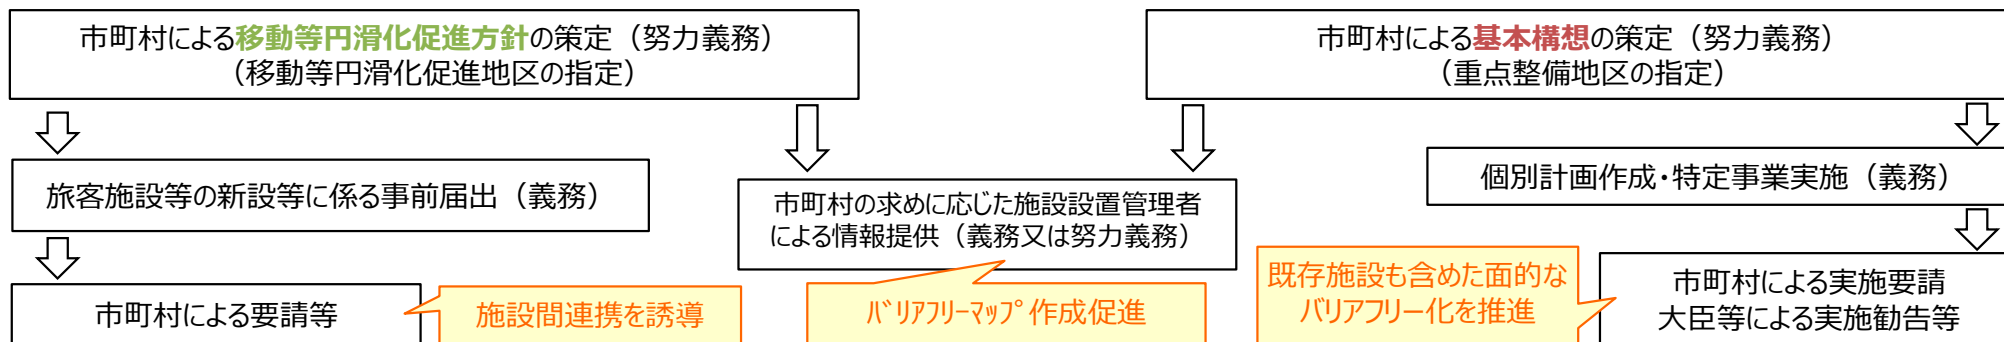 市町村による移動等円滑化促進方針の策定（努力義務）
（移動等円滑化促進地区の指定）
市町村による基本構想の策定（努力義務）
（重点整備地区の指定）
旅客施設等の新設等に係る事前届出（義務）
市町村の求めに応じた施設設置管理者
による情報提供（義務又は努力義務）
個別計画作成・特定事業実施（義務）
市町村による要請等
施設間連携を誘導
ﾊﾞﾘｱﾌﾘｰﾏｯﾌﾟ作成促進
既存施設も含めた面的な
バリアフリー化を推進
市町村による実施要請
大臣等による実施勧告等